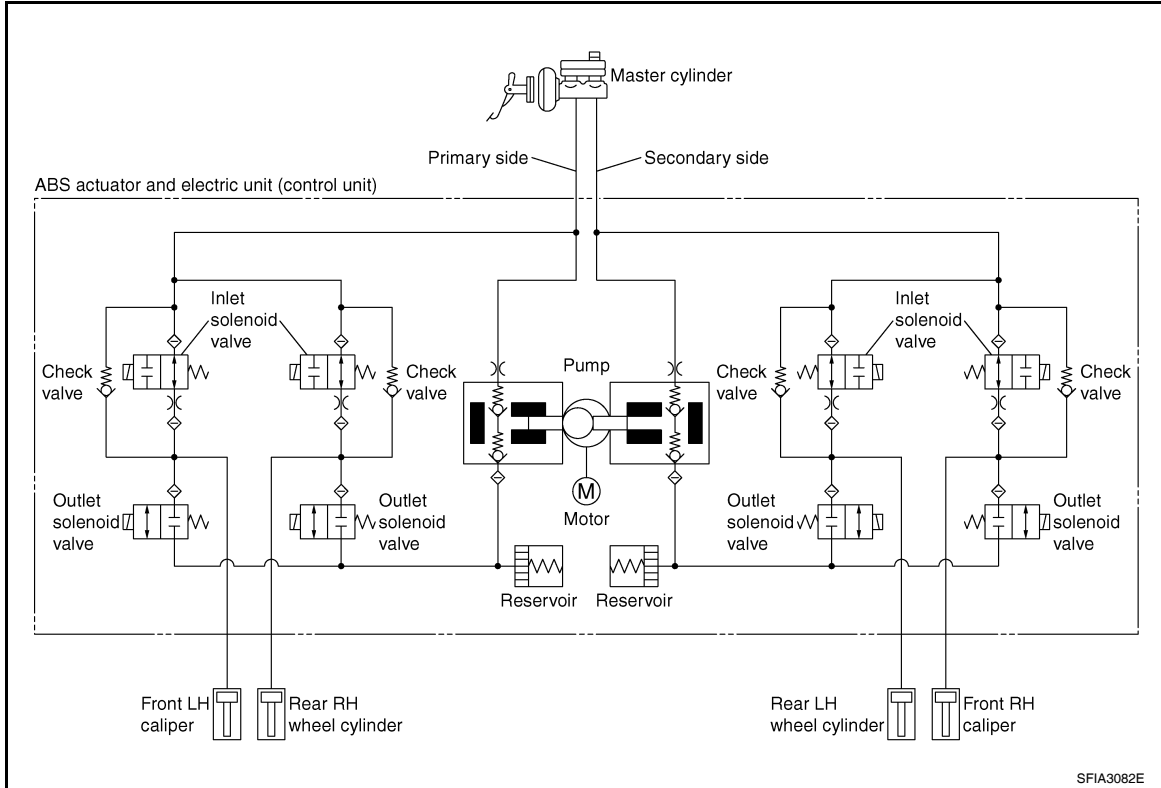 Master cylinder
Primary side
Secondary side
ABS actuator and electric unit (control unit)
Inlet
solenoid
valve
Check
valve
Check
valve
Pump
Inlet
solenoid
valve
Check
valve
Check
valve
Outlet
solenoid
valve
Outlet
solenoid
valve
M
Motor
Outlet
solenoid
valve
Outlet
solenoid
valve
Reservoir
Reservoir
Front LH
caliper
Rear RH
wheel cylinder
Rear LH
wheel cylinder
Front RH
caliper
SFIA3082E